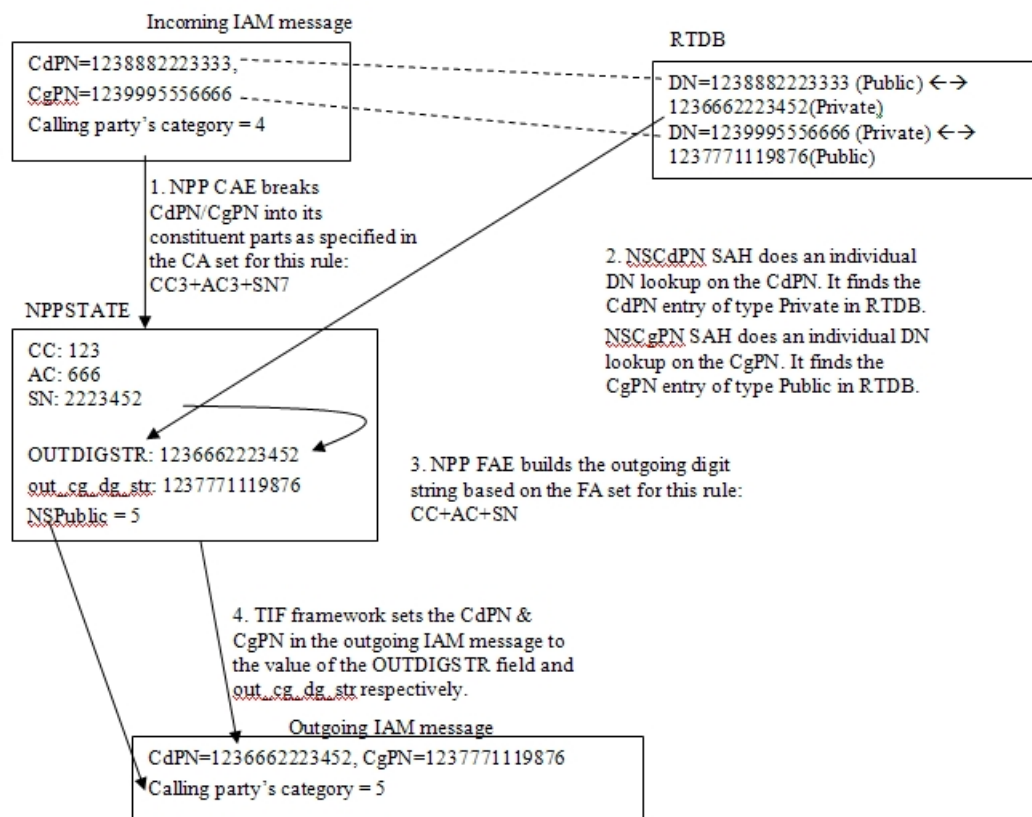 Incoming IAM message
CdPN=1238882223333,
CgPN=1239995556666
Calling party's category = 4
RTDB
DN=1238882223333 (Public) ←→
1236662223452(Private)
DN=1239995556666 (Private) ←→
1237771119876(Public)
1. NPP CAE breaks
CdPN/CgPN into its
constituent parts as specified in
the CA set for this rule:
CC3+AC3+SN7
2. NSCdPN SAH does an individual
DN lookup on the CdPN. It finds the
CdPN entry of type Private in RTDB.
NSCgPN SAH does an individual DN
lookup on the CgPN. It finds the
CgPN entry of type Public in RTDB.
NPPSTATE
CC: 123
AC: 666
SN: 2223452
OUTDIGSTR: 1236662223452
out_cg_dg_str: 1237771119876
NSPublic = 5
3. NPP FAE builds the outgoing digit
string based on the FA set for this rule:
CC+AC+SN
4. TIF framework sets the CdPN &
CgPN in the outgoing IAM message to
the value of the OUTDIGSTR field and
out_cg_dg_str respectively.
Outgoing IAM message
CdPN=1236662223452, CgPN=1237771119876
Calling party's category = 5